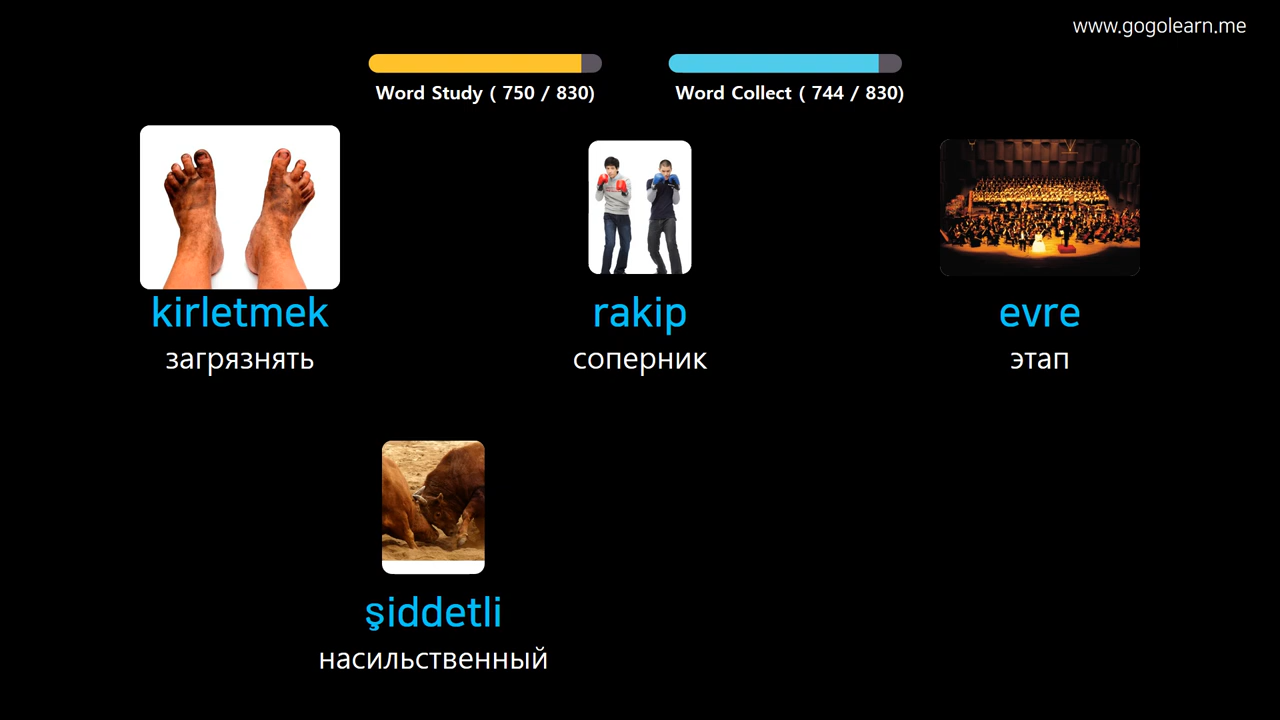 www.gogolearn.me
Word Study ( 750 / 830)
Word Collect ( 744 / 830)
kirletmek
загрязнять
rakip
соперник
evre
этап
şiddetli
насильственный